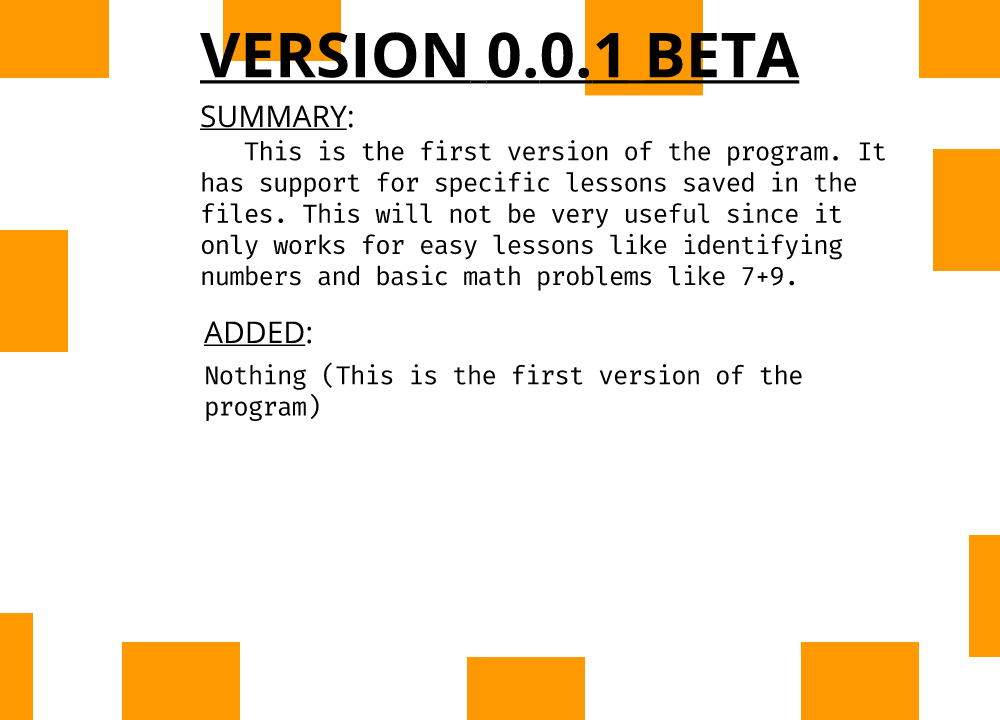 VERSION 0.0.1 BETA
SUMMARY:
This is the first version of the program. It
has support for specific lessons saved in the
files. This will not be very useful since it
only works for easy lessons like identifying
numbers and basic math problems like 7+9.
ADDED:
Nothing (This is the first version of the
program)